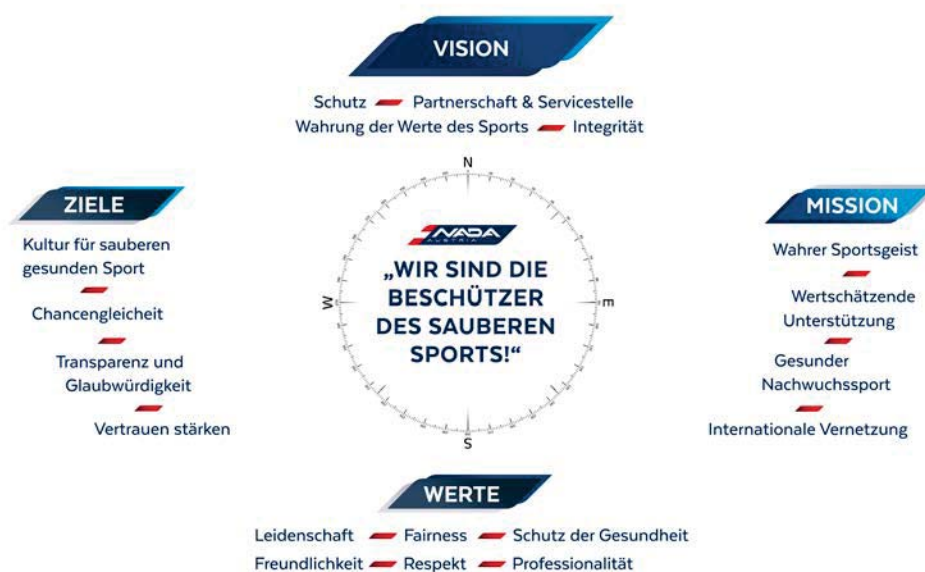 VISION
Schutz Partnerschaft & Servicestelle
Wahrung der Werte des Sports Integrität
N
ZIELE
Kultur für sauberen
gesunden Sport
Chancengleicheit
Transparenz und
Glaubwürdigkeit
Vertrauen stärken
W
NADA
AUSTRIA
„WIR SIND DIE
BESCHÜTZER
DES SAUBEREN
SPORTS!“
E
S
MISSION
Wahrer Sportsgeist
Wertschätzende
Unterstützung
Gesunder
Nachwuchssport
Internationale Vernetzung
WERTE
Leidenschaft Fairness Schutz der Gesundheit
Freundlichkeit Respekt Professionalität